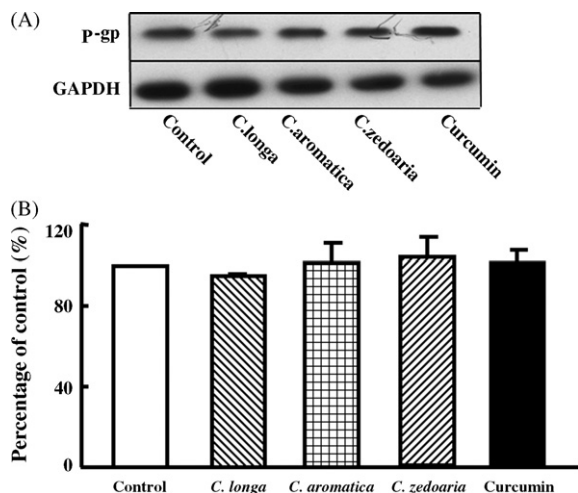 (A)
P-gp
GAPDH
Control
C.longa
C.aromatica
C.zedoaria
Curcumin
(B)
Percentage of control (%)
120
80
40
0
Control
C. longa
C. aromatica
C. zedoaria
Curcumin